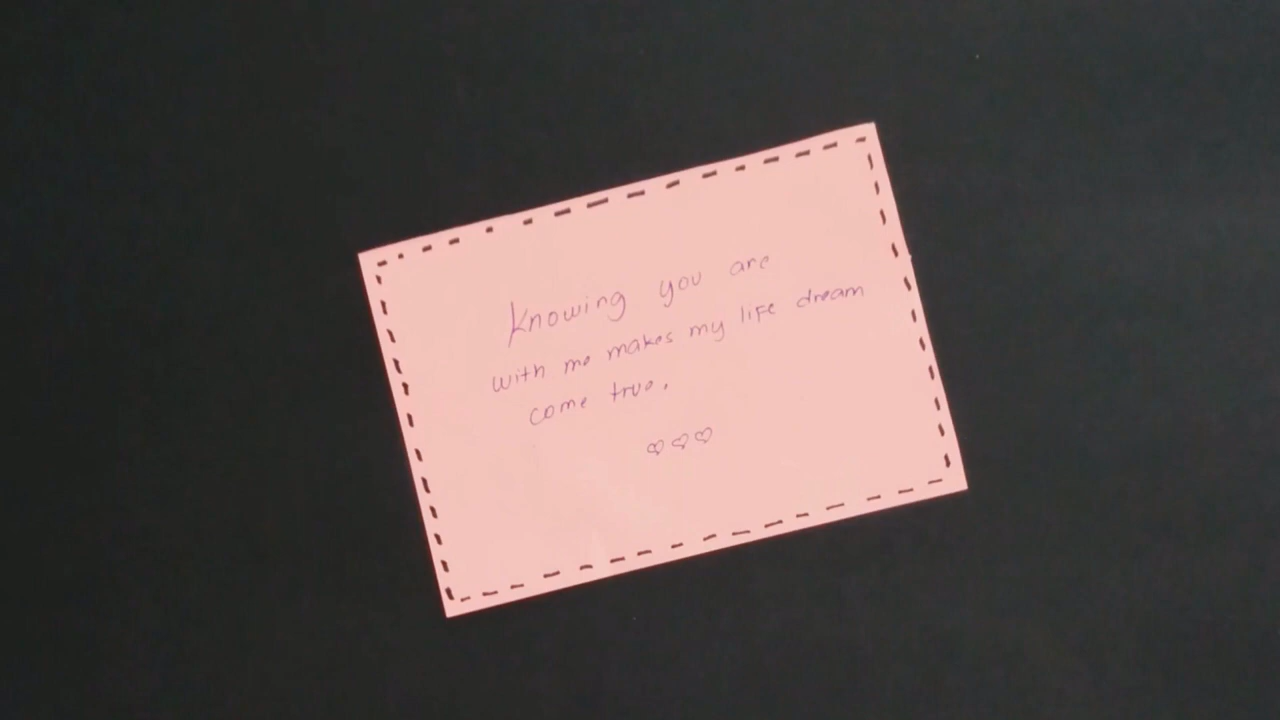 Knowing you are
with me makes my life dream
come true.
♡♡♡